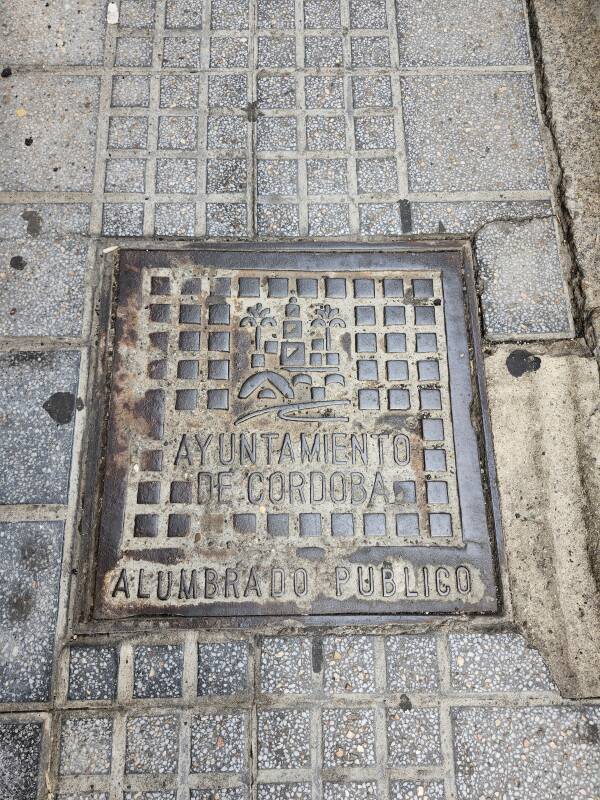 AYUNTAMIENTO
DE CORDOBA
ALUMBRADO PUBLICO